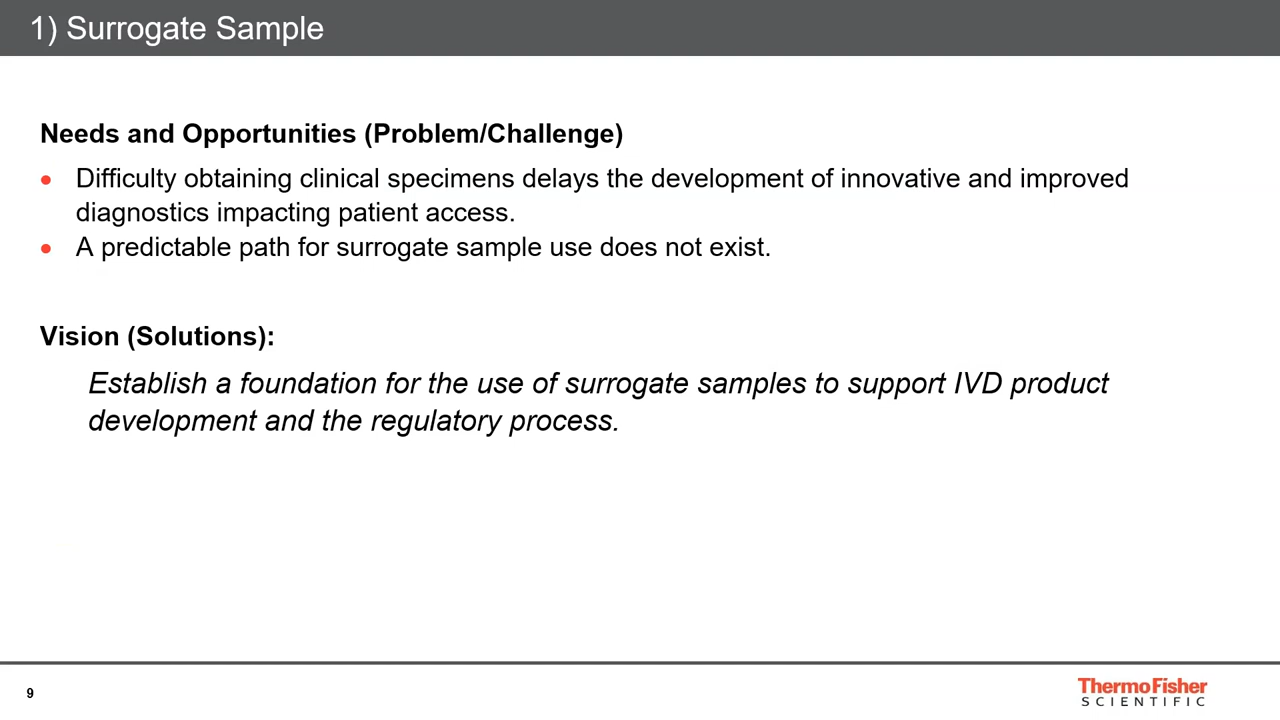 1) Surrogate Sample
Needs and Opportunities (Problem/Challenge)
• Difficulty obtaining clinical specimens delays the development of innovative and improved
diagnostics impacting patient access.
• A predictable path for surrogate sample use does not exist.
Vision (Solutions):
Establish a foundation for the use of surrogate samples to support IVD product
development and the regulatory process.
9
ThermoFisher
SCIENTIFIC